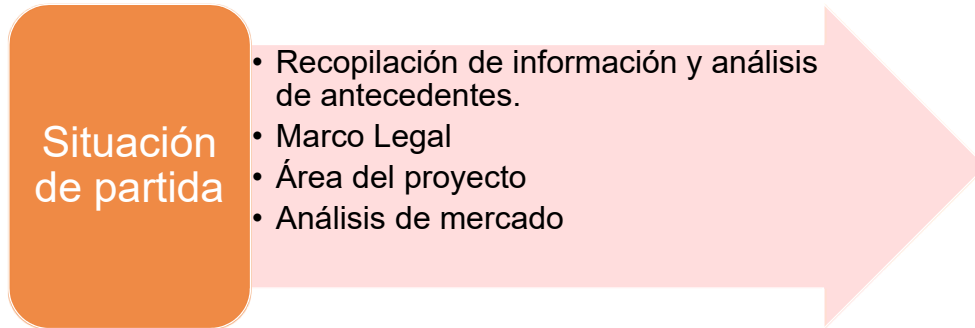 Situación
de partida
• Recopilación de información y análisis
de antecedentes.
• Marco Legal
• Área del proyecto
• Análisis de mercado